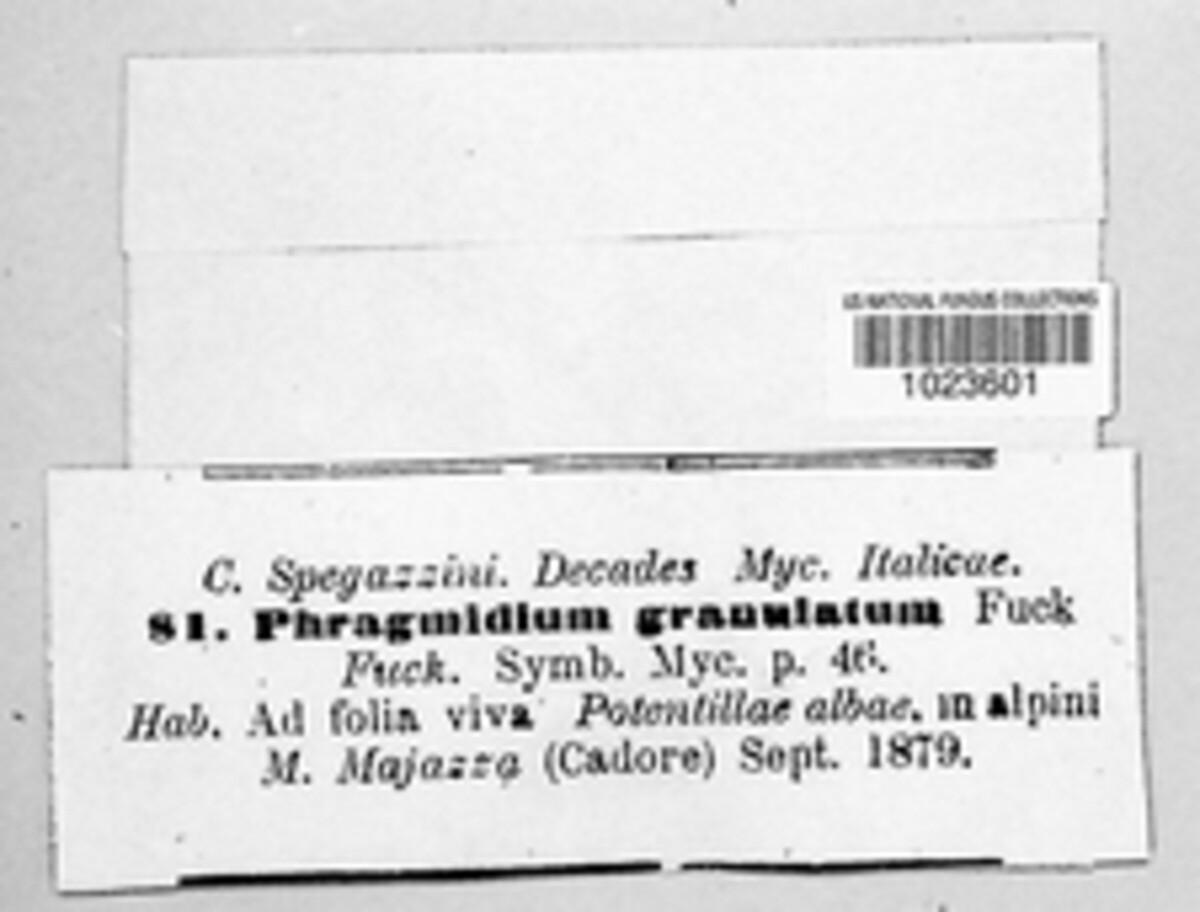 US NATIONAL FUNGUS COLLECTIONS
1023601
C. Spegazzini. Decades Myc. Italicae.
81. Phragmidium granulatum Fuck
Fuck. Symb. Myc. p. 46.
Hab. Ad folia viva Potentillae albae. in alpini
M. Majazza (Cadore) Sept. 1879.